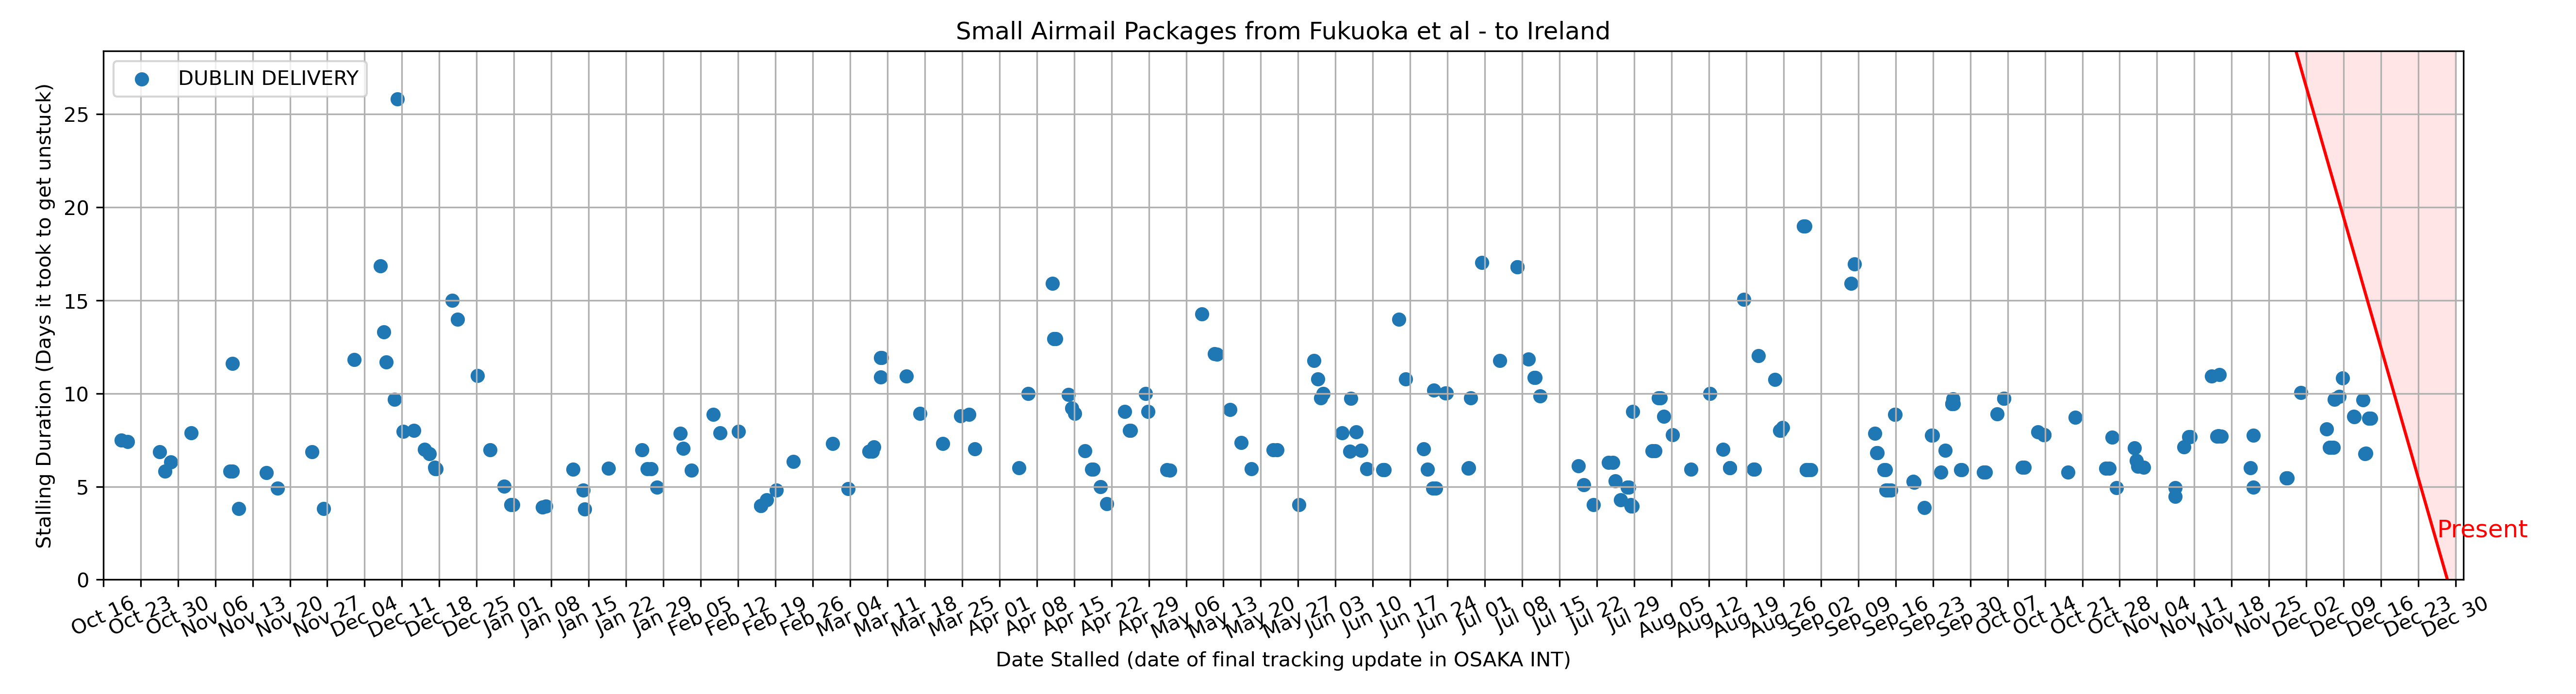 Small Airmail Packages from Fukuoka et al - to Ireland
DUBLIN DELIVERY
Stalling Duration (Days it took to get unstuck)
25
20
15
10
5
0
Present
Oct 16
Oct 23
Oct 30
Nov 06
Nov 13
Nov 20
Nov 27
Dec 04
Dec 11
Dec 18
Dec 25
Jan 01
Jan 08
Jan 15
Jan 22
Jan 29
Feb 05
Feb 12
Feb 19
Feb 26
Mar 04
Mar 11
Mar 18
Mar 25
Apr 01
Apr 08
Apr 15
Apr 22
Apr 29
May 06
May 13
May 20
May 27
Jun 03
Jun 10
Jun 17
Jun 24
Jul 01
Jul 08
Jul 15
Jul 22
Jul 29
Aug 05
Aug 12
Aug 19
Aug 26
Sep 02
Sep 09
Sep 16
Sep 23
Sep 30
Oct 07
Oct 14
Oct 21
Oct 28
Nov 04
Nov 11
Nov 18
Nov 25
Dec 02
Dec 09
Dec 16
Dec 23
Dec 30
Date Stalled (date of final tracking update in OSAKA INT)